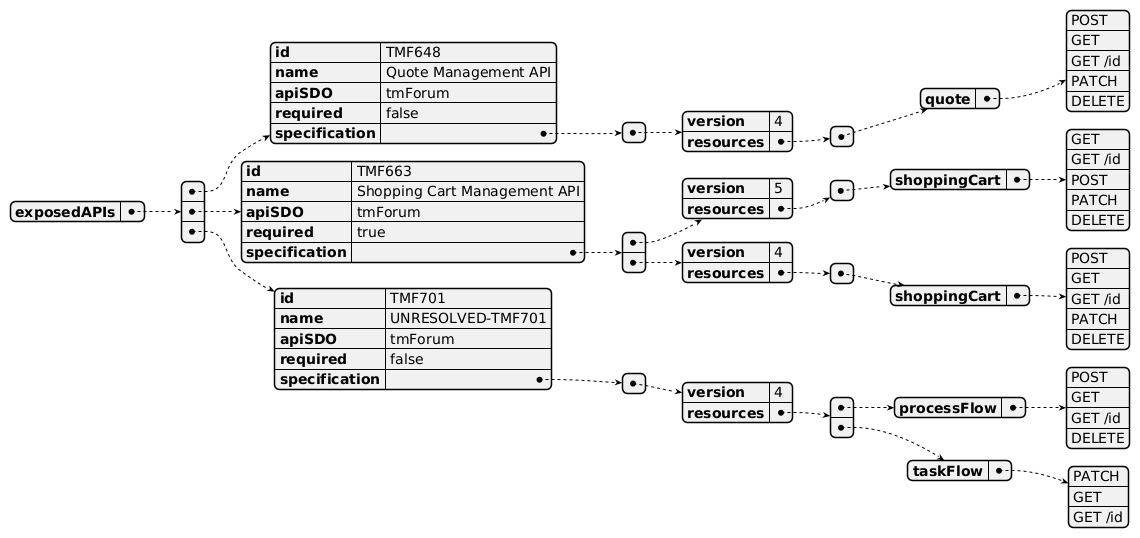 exposedAPIs
id TMF648
name Quote Management API
apiSDO tmForum
required false
specification
version 4
resources
quote
POST
GET
GET /id
PATCH
DELETE
id TMF663
name Shopping Cart Management API
apiSDO tmForum
required true
specification
version 5
resources
shoppingCart
GET
GET /id
POST
PATCH
DELETE
version 4
resources
shoppingCart
POST
GET
GET /id
PATCH
DELETE
id TMF701
name UNRESOLVED-TMF701
apiSDO tmForum
required false
specification
version 4
resources
processFlow
POST
GET
GET /id
DELETE
taskFlow
PATCH
GET
GET /id